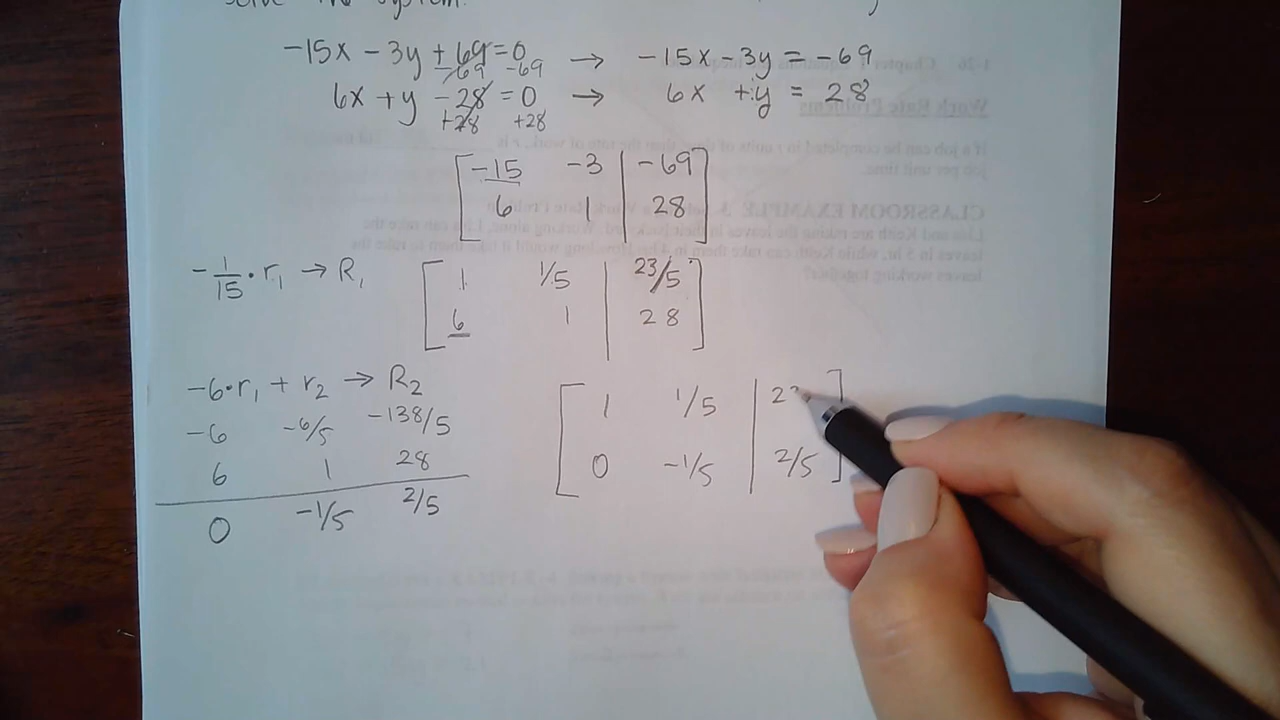 solve the system.
-15x - 3y + 69 = 0 → -15x - 3y = -69
-69 -69
6x + y - 28 = 0 → 6x + y = 28
+28 +28
-15 -3 | -69
6 1 | 28
-1/15 · r₁ → R₁
1 1/5 | 23/5
6 1 | 28
-6 · r₁ + r₂ → R₂
-6 -6/5 -138/5
6 1 28
0 -1/5 2/5
1 1/5 | 2
0 -1/5 | 2/5